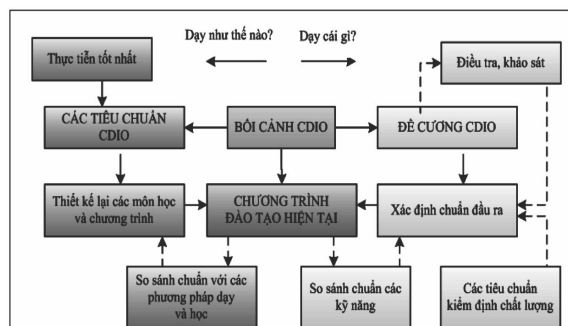 Thực tiễn tốt nhất
Dạy như thế nào?
Dạy cái gì?
Điều tra, khảo sát
CÁC TIÊU CHUẨN
CDIO
BỐI CẢNH CDIO
ĐỀ CƯƠNG CDIO
Thiết kế lại các môn học
và chương trình
CHƯƠNG TRÌNH
ĐÀO TẠO HIỆN TẠI
Xác định chuẩn đầu ra
So sánh chuẩn với các
phương pháp dạy
và học
So sánh chuẩn các
kỹ năng
Các tiêu chuẩn
kiểm định chất lượng